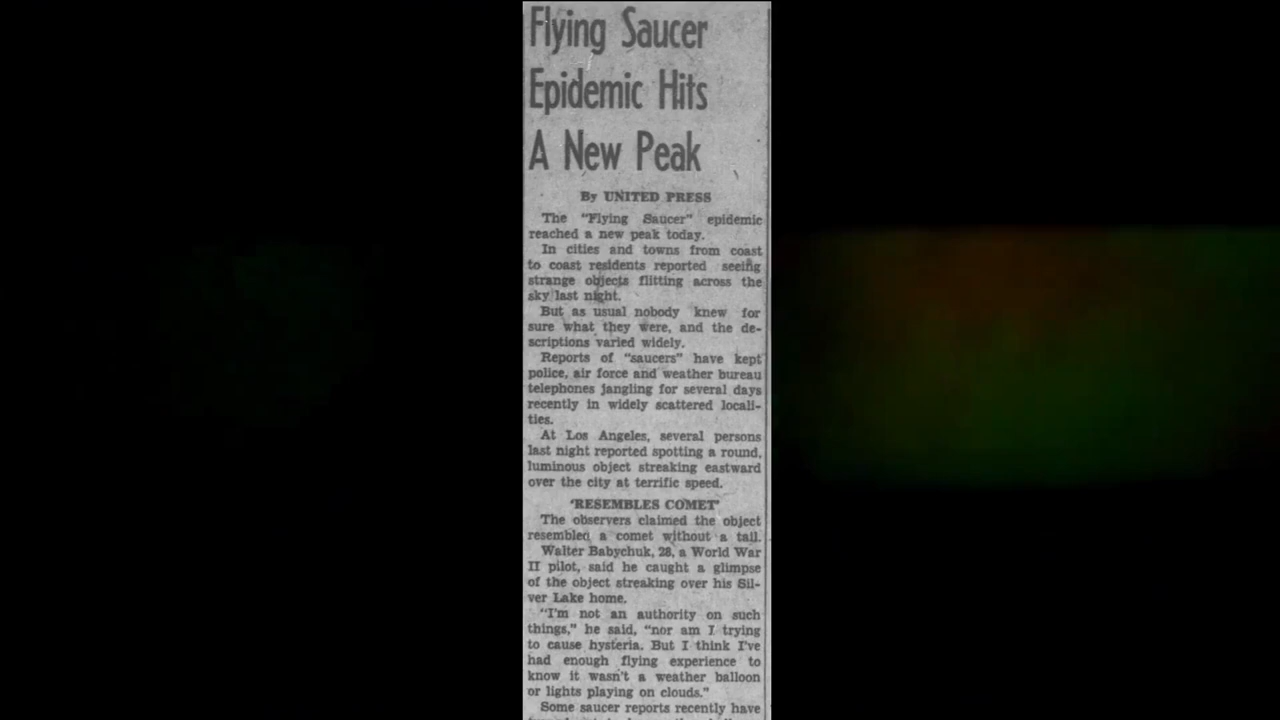 Flying Saucer
Epidemic Hits
A New Peak
By UNITED PRESS
The "Flying Saucer" epidemic
reached a new peak today.
In cities and towns from coast
to coast residents reported seeing
strange objects flitting across the
sky last night.
But as usual nobody knew for
sure what they were, and the de-
scriptions varied widely.
Reports of "saucers" have kept
police, air force and weather bureau
telephones jangling for several days
recently in widely scattered locali-
ties.
At Los Angeles, several persons
last night reported spotting a round,
luminous object streaking eastward
over the city at terrific speed.
'RESEMBLES COMET'
The observers claimed the object
resembled a comet without a tail.
Walter Babychuk, 28, a World War
II pilot, said he caught a glimpse
of the object streaking over his Sil-
ver Lake home.
"I'm not an authority on such
things," he said, "nor am I trying
to cause hysteria. But I think I've
had enough flying experience to
know it wasn't a weather balloon
or lights playing on clouds."
Some saucer reports recently have